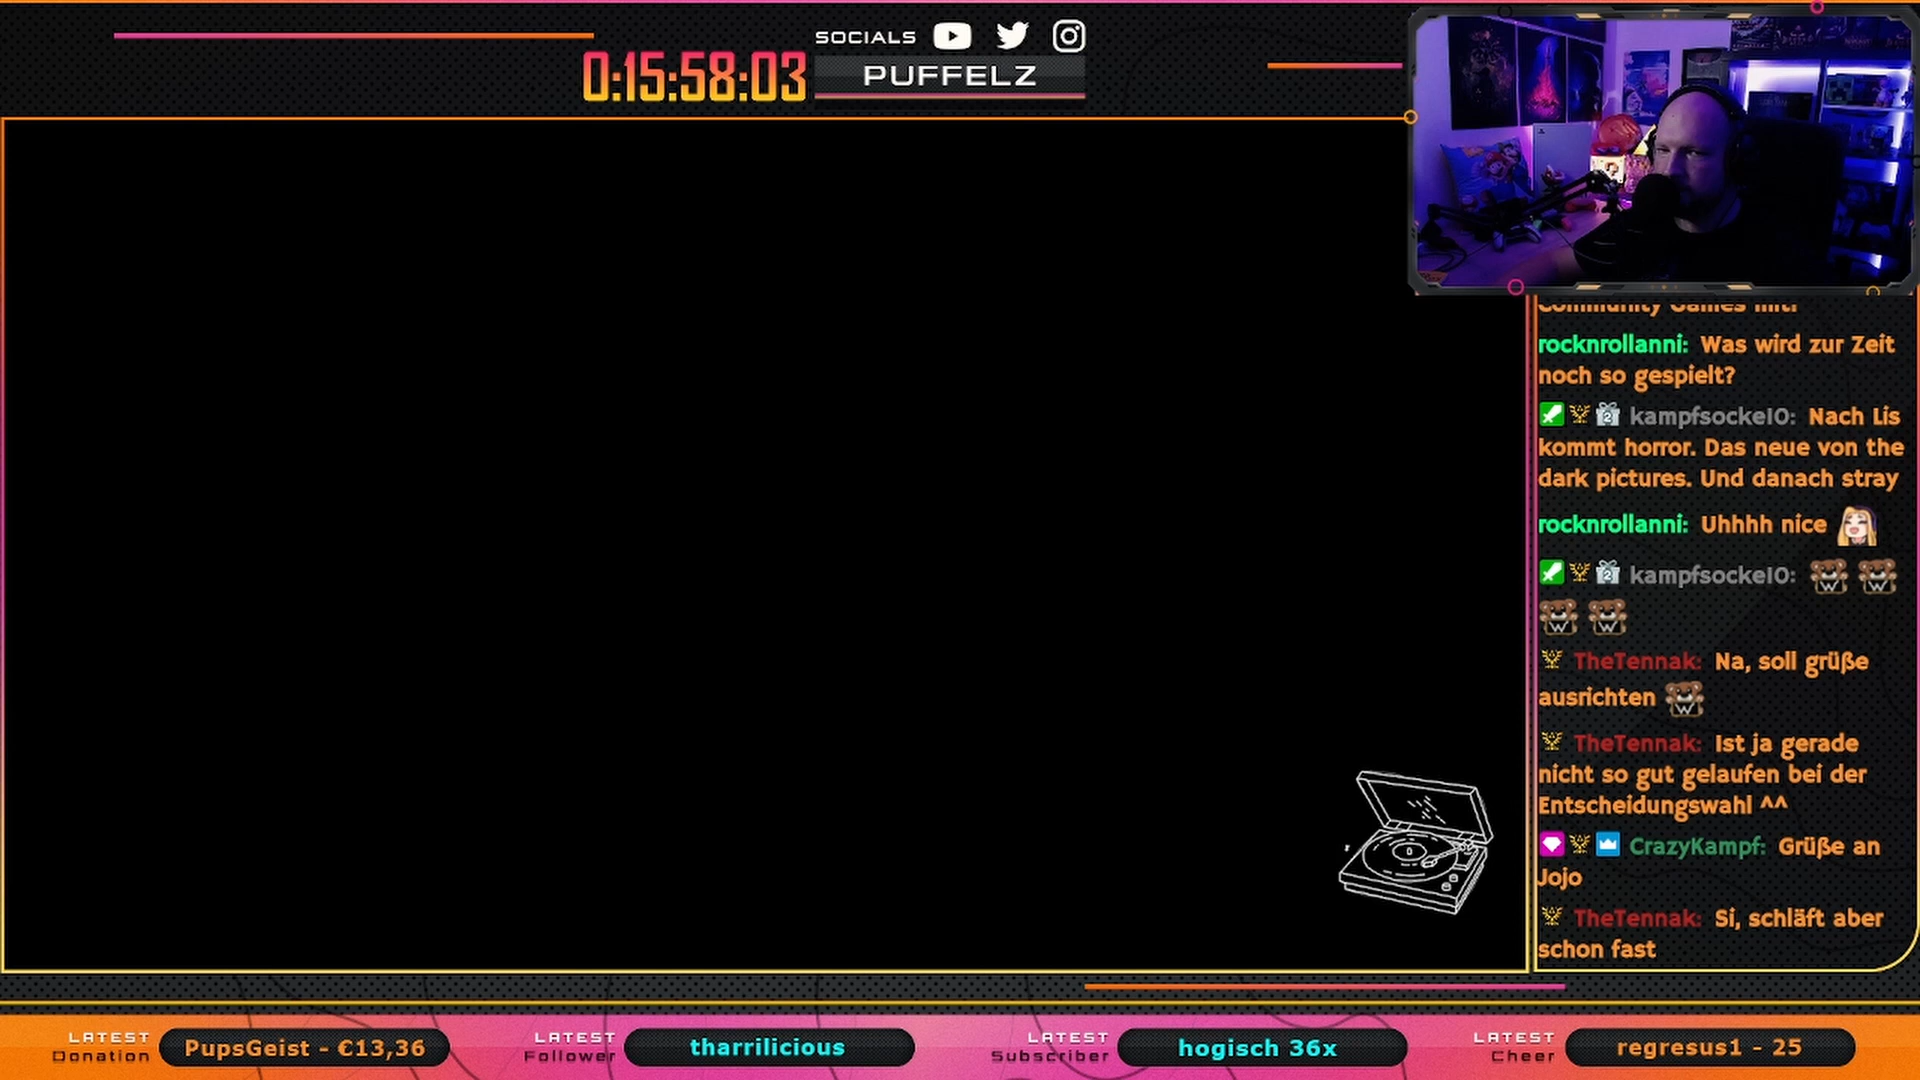 SOCIALS
0:15:58:03
PUFFELZ
Community Games mit!
rocknrollanni: Was wird zur Zeit
noch so gespielt?
kampfsocke10: Nach Lis
kommt horror. Das neue von the
dark pictures. Und danach stray
rocknrollanni: Uhhhh nice
kampfsocke10:
TheTennak: Na, soll grüße
ausrichten
TheTennak: Ist ja gerade
nicht so gut gelaufen bei der
Entscheidungswahl ^^
CrazyKampf: Grüße an
Jojo
TheTennak: Si, schläft aber
schon fast
LATEST
Donation
PupsGeist - €13,36
LATEST
Follower
tharrilicious
LATEST
Subscriber
hogisch 36x
LATEST
Cheer
regresus1 - 25